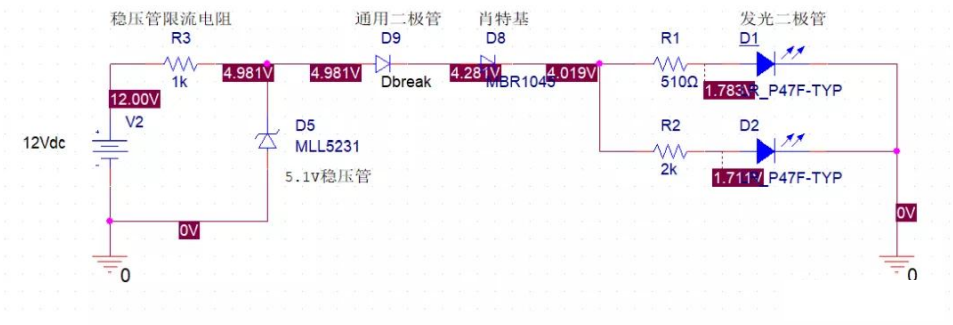 稳压管限流电阻
通用二极管
肖特基
发光二极管
R3
D9
D8
R1
D1
1k
4.981V
4.981V
Dbreak
4.281V
MBR1045
4.019V
510Ω
1.783V
R_P47F-TYP
12.00V
V2
12Vdc
D5
MLL5231
5.1V稳压管
R2
D2
2k
1.711V
R_P47F-TYP
0V
0V
0
0